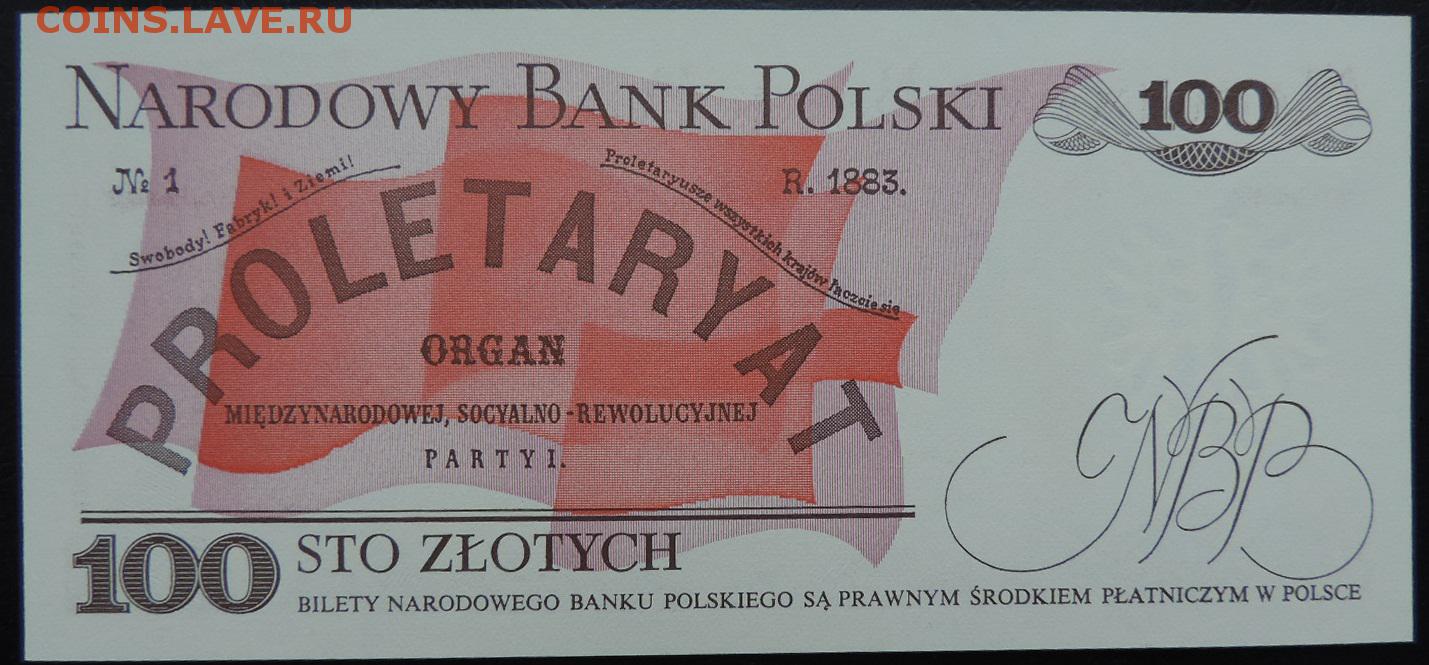 COINS.LAVE.RU
NARODOWY BANK POLSKI
100
№ 1
R. 1883.
Swobody! Fabryk! i Ziemi!
Proletaryusze wszystkich krajów łączcie się
PROLETARYAT
ORGAN
MIĘDZYNARODOWEJ, SOCYALNO-REWOLUCYJNEJ
PARTYI.
NBP
100 STO ZŁOTYCH
BILETY NARODOWEGO BANKU POLSKIEGO SĄ PRAWNYM ŚRODKIEM PŁATNICZYM W POLSCE